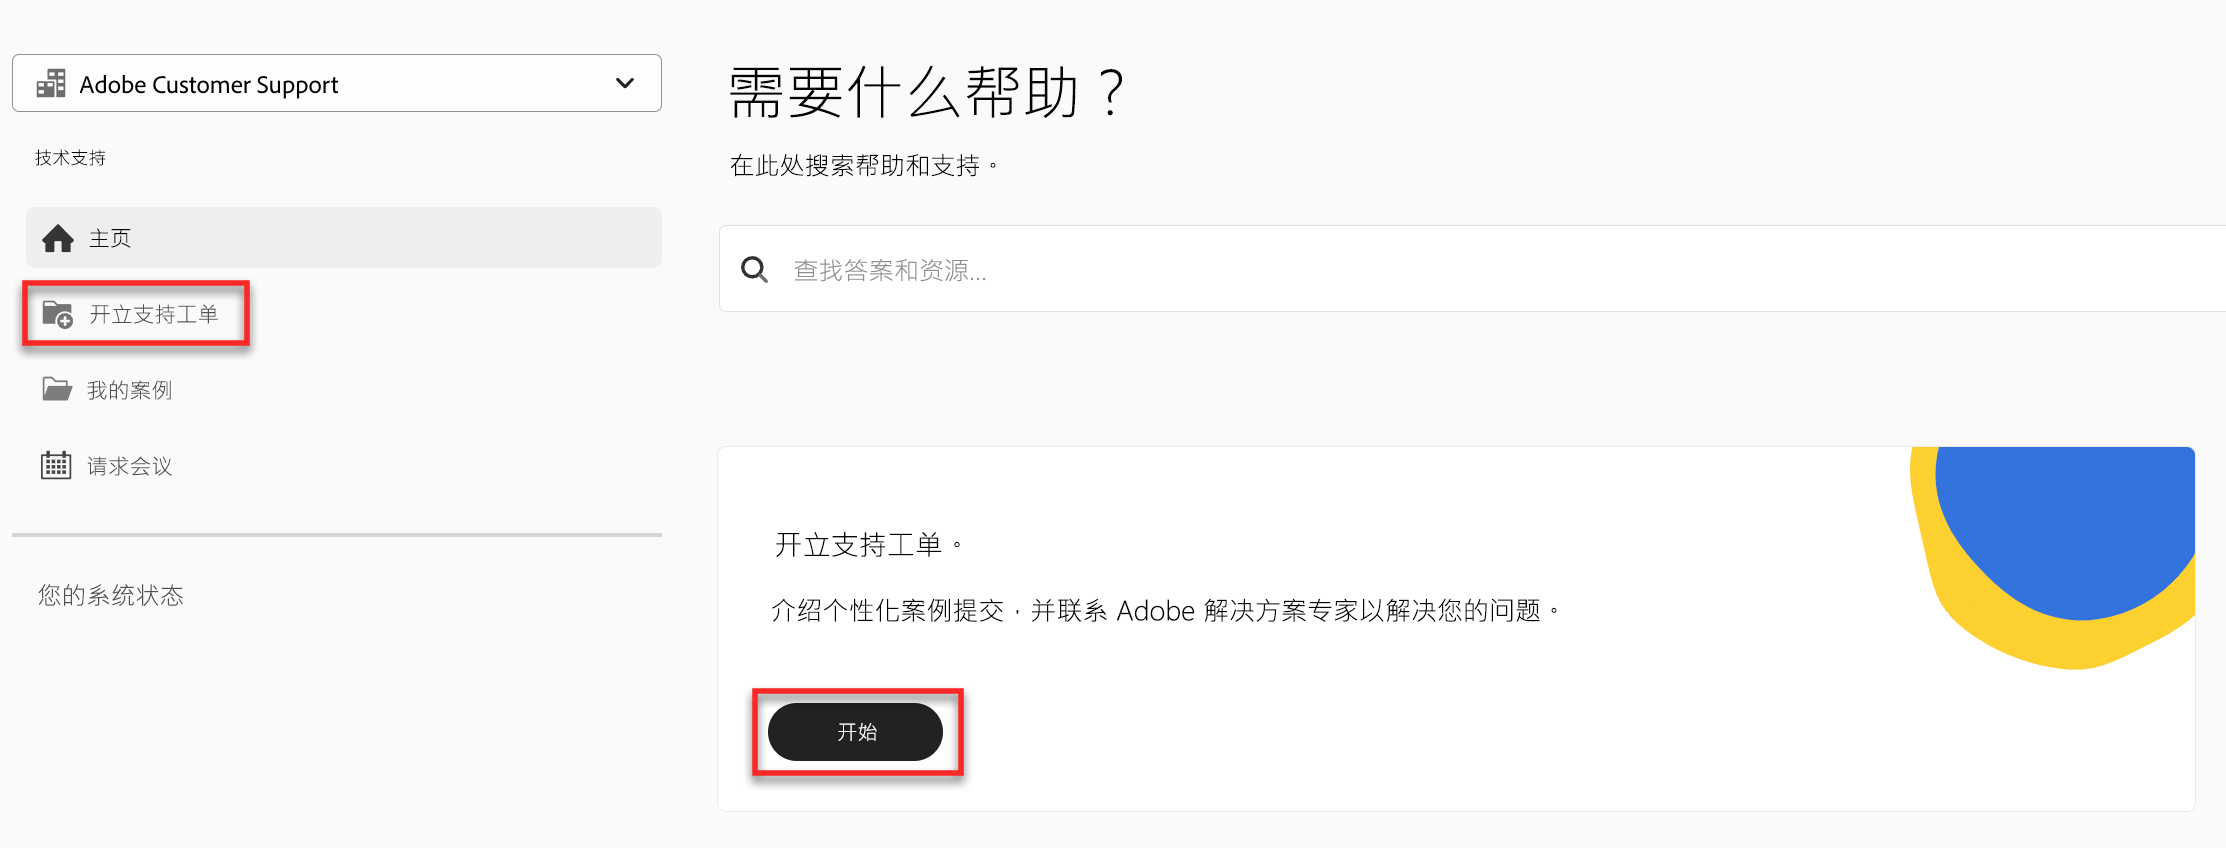 Adobe Customer Support
技术支持
主页
开立支持工单
我的案例
请求会议
您的系统状态
需要什么帮助？
在此处搜索帮助和支持。
查找答案和资源...
开立支持工单。
介绍个性化案例提交，并联系 Adobe 解决方案专家以解决您的问题。
开始